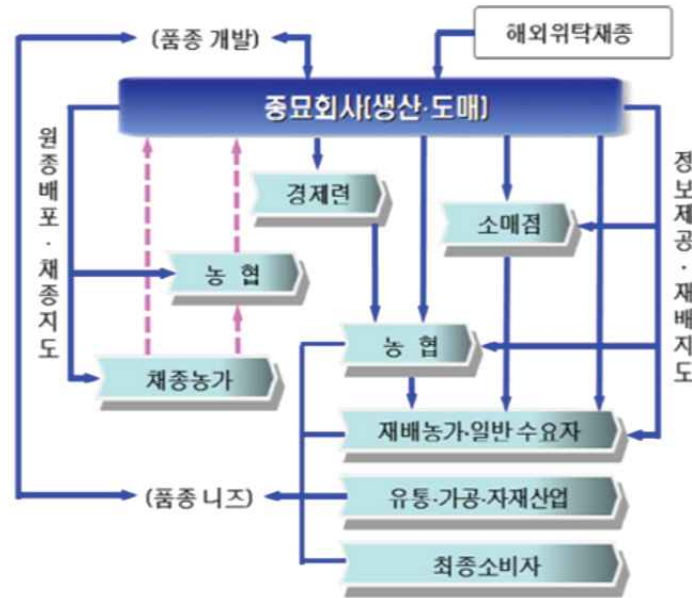 (품종 개발)
해외위탁재종
종묘회사(생산·도매)
원종배포·채종지도
정보제공·재배지도
경제련
소매점
농 협
농 협
채종농가
재배농가·일반 수요자
(품종 니즈)
유통·가공·자재산업
최종소비자